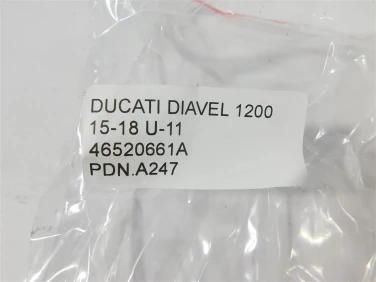 DUCATI DIAVEL 1200
15-18 U-11
46520661A
PDN.A247